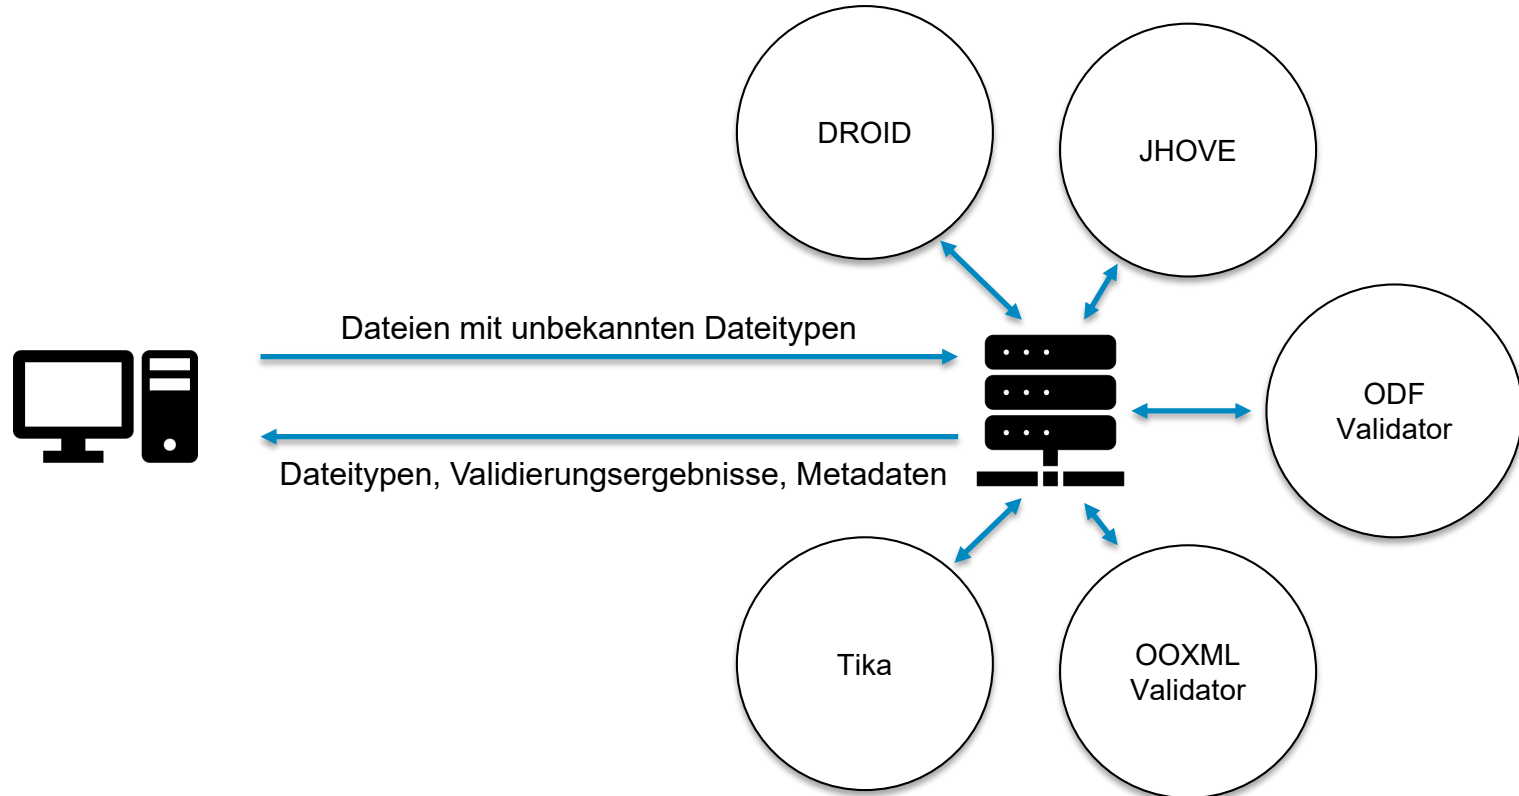 DROID
JHOVE
Dateien mit unbekannten Dateitypen
ODF
Validator
Dateitypen, Validierungsergebnisse, Metadaten
Tika
OOXML
Validator